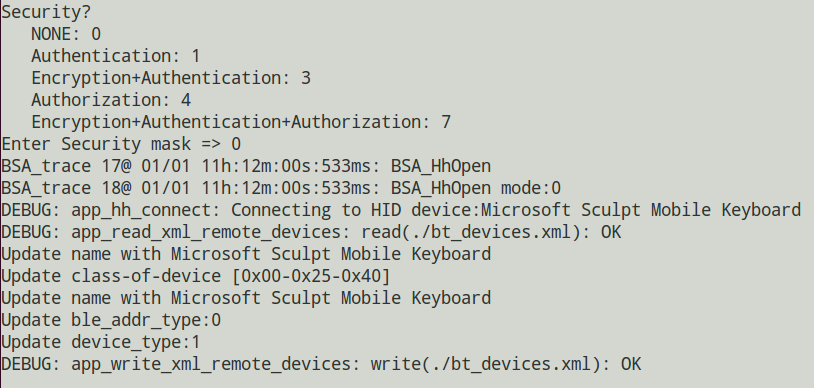 Security?
   NONE: 0
   Authentication: 1
   Encryption+Authentication: 3
   Authorization: 4
   Encryption+Authentication+Authorization: 7
Enter Security mask => 0
BSA_trace 17@ 01/01 11h:12m:00s:533ms: BSA_HhOpen
BSA_trace 18@ 01/01 11h:12m:00s:533ms: BSA_HhOpen mode:0
DEBUG: app_hh_connect: Connecting to HID device:Microsoft Sculpt Mobile Keyboard
DEBUG: app_read_xml_remote_devices: read(./bt_devices.xml): OK
Update name with Microsoft Sculpt Mobile Keyboard
Update class-of-device [0x00-0x25-0x40]
Update name with Microsoft Sculpt Mobile Keyboard
Update ble_addr_type:0
Update device_type:1
DEBUG: app_write_xml_remote_devices: write(./bt_devices.xml): OK